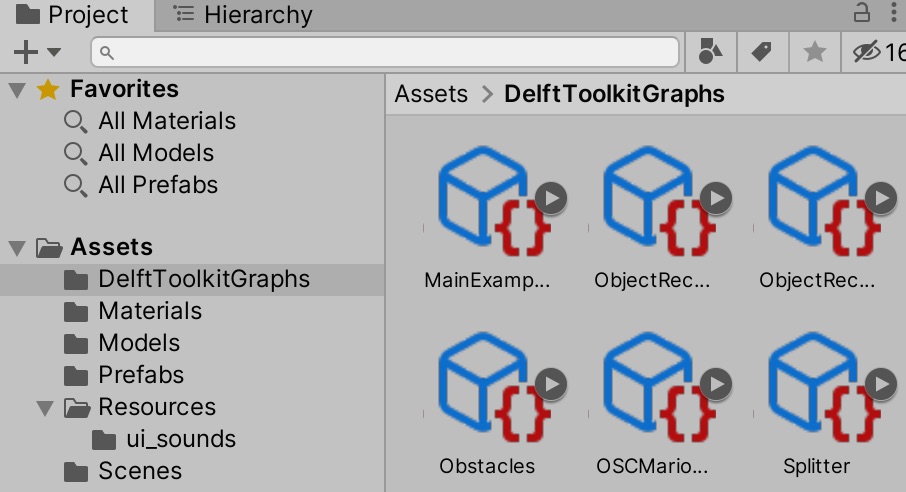 Project
Hierarchy
16
Favorites
All Materials
All Models
All Prefabs
Assets
DelftToolkitGraphs
Materials
Models
Prefabs
Resources
ui_sounds
Scenes
Assets > DelftToolkitGraphs
MainExamp... ObjectRec... ObjectRec...
Obstacles OSCMario... Splitter